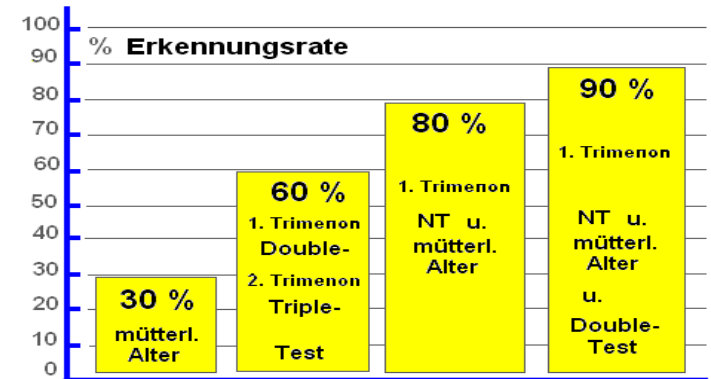 100
90
80
70
60
50
40
30
20
10
0
% Erkennungsrate
30 %
mütterl.
Alter
60 %
1. Trimenon
Double-
2. Trimenon
Triple-
Test
80 %
1. Trimenon
NT u.
mütterl.
Alter
90 %
1. Trimenon
NT u.
mütterl.
Alter
u.
Double-
Test